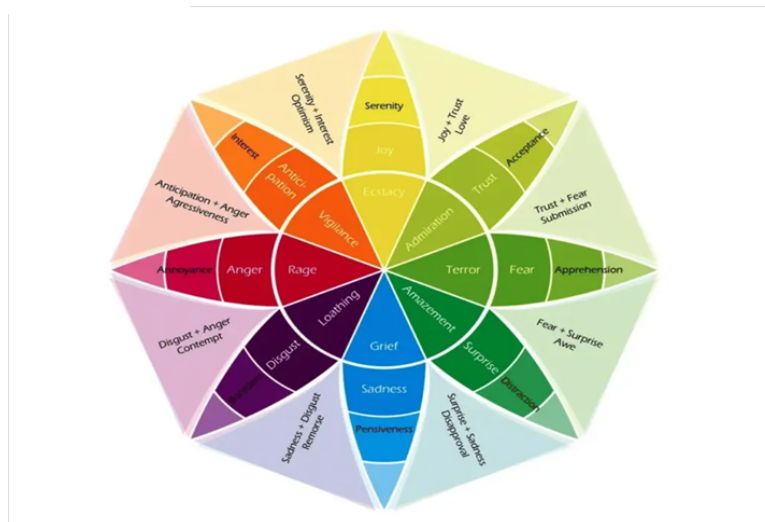 Serenity + Interest
Optimism
Serenity
Joy
Ecstacy
Joy + Trust
Love
Interest
Antici-
pation
Vigilance
Acceptance
Trust
Admiration
Anticipation + Anger
Agressiveness
Trust + Fear
Submission
Annoyance
Anger
Rage
Terror
Fear
Apprehension
Disgust + Anger
Contempt
Loathing
Disgust
Amazement
Surprise
Distraction
Fear + Surprise
Awe
Grief
Sadness
Pensiveness
Sadness + Disgust
Remorse
Surprise + Sadness
Disapproval